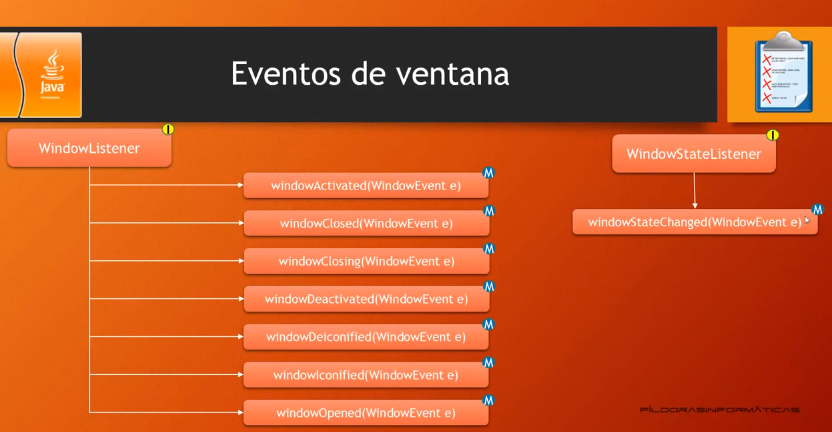 Java
Eventos de ventana
WindowListener
I
windowActivated(WindowEvent e)
M
windowClosed(WindowEvent e)
M
windowClosing(WindowEvent e)
M
windowDeactivated(WindowEvent e)
M
windowDeiconified(WindowEvent e)
M
windowIconified(WindowEvent e)
M
windowOpened(WindowEvent e)
M
WindowStateListener
I
windowStateChanged(WindowEvent e)
M
PÍLDORASINFORMÁTICAS